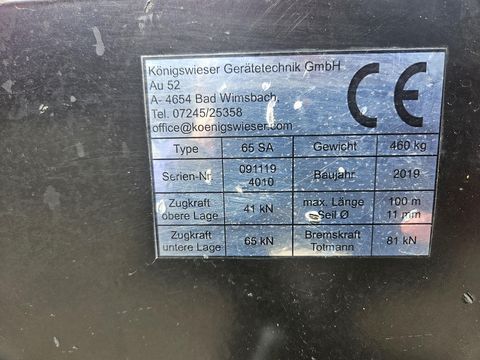 Königswieser Gerätetechnik GmbH
Au 52
A- 4654 Bad Wimsbach,
Tel. 07245/25358
office@koenigswieser.com
CE
Type 65 SA Gewicht 460 kg
Serien-Nr. 091119 4010 Baujahr 2019
Zugkraft obere Lage 41 kN max. Länge Seil Ø 100 m 11 mm
Zugkraft untere Lage 65 kN Bremskraft Totmann 81 kN